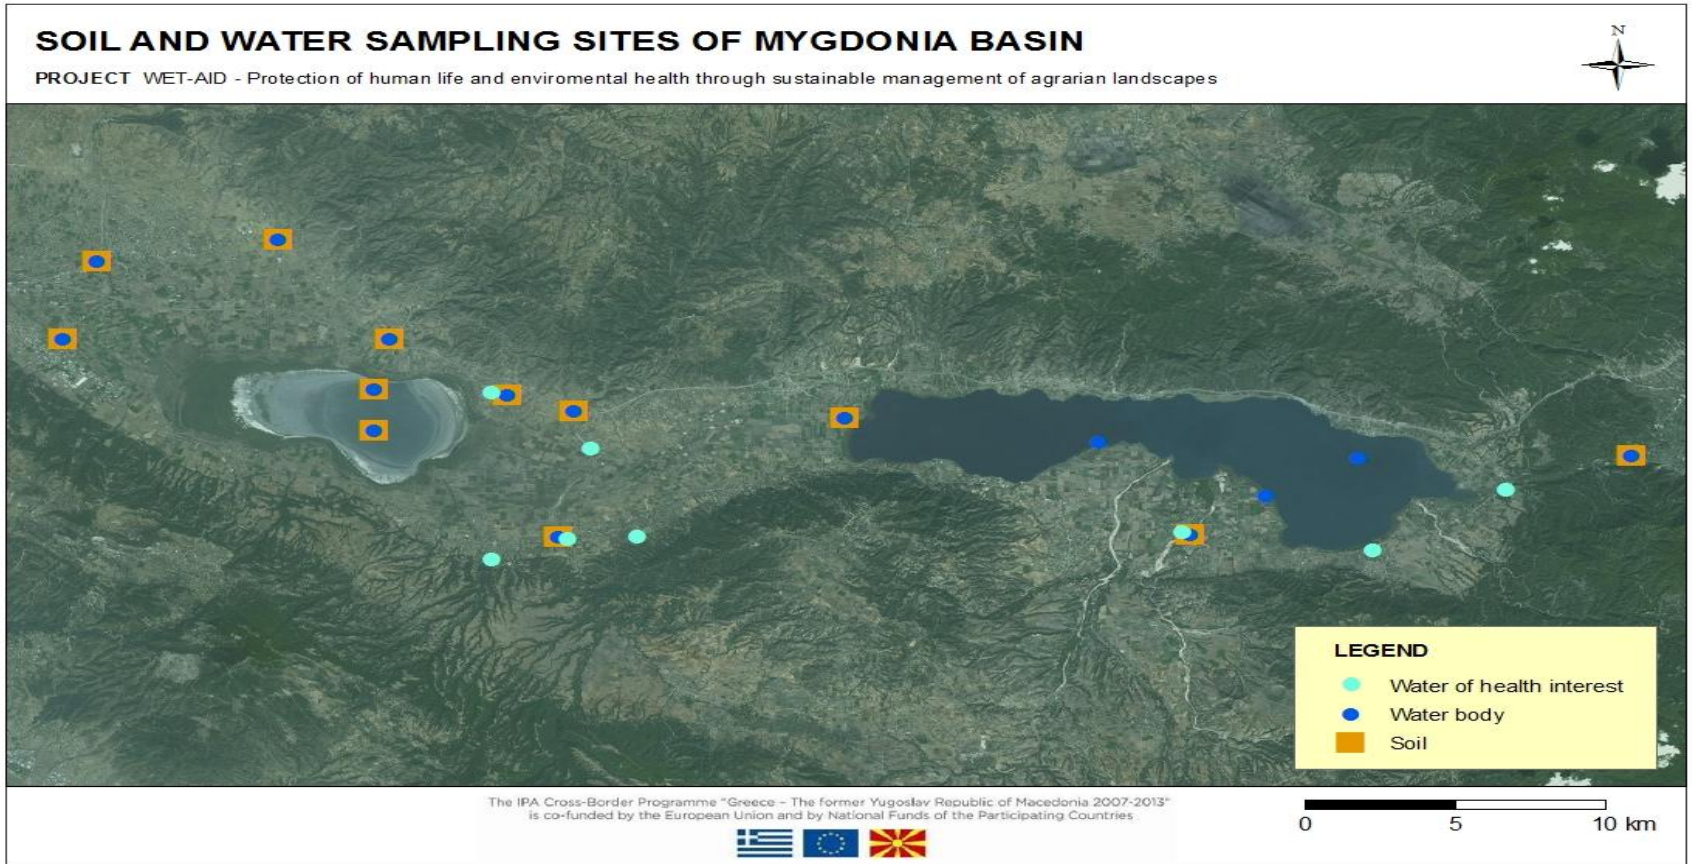 SOIL AND WATER SAMPLING SITES OF MYGDONIA BASIN
PROJECT WET-AID - Protection of human life and enviromental health through sustainable management of agrarian landscapes
N
LEGEND
Water of health interest
Water body
Soil
The IPA Cross-Border Programme "Greece – The former Yugoslav Republic of Macedonia 2007-2013"
is co-funded by the European Union and by National Funds of the Participating Countries
0 5 10 km